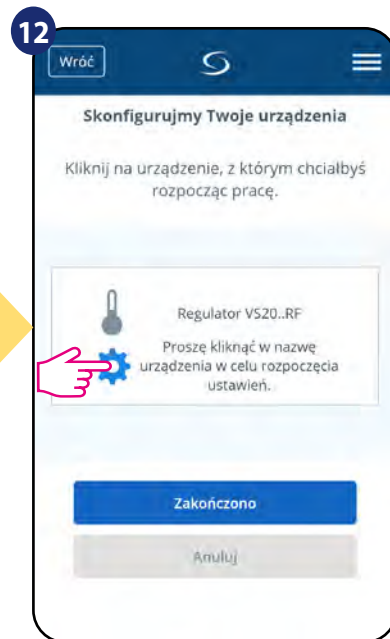 12
Wróć
Skonfigurujmy Twoje urządzenia
Kliknij na urządzenie, z którym chciałbyś
rozpocząc pracę.
Regulator VS20..RF
Proszę kliknąć w nazwę
urządzenia w celu rozpoczęcia
ustawień.
Zakończono
Anuluj